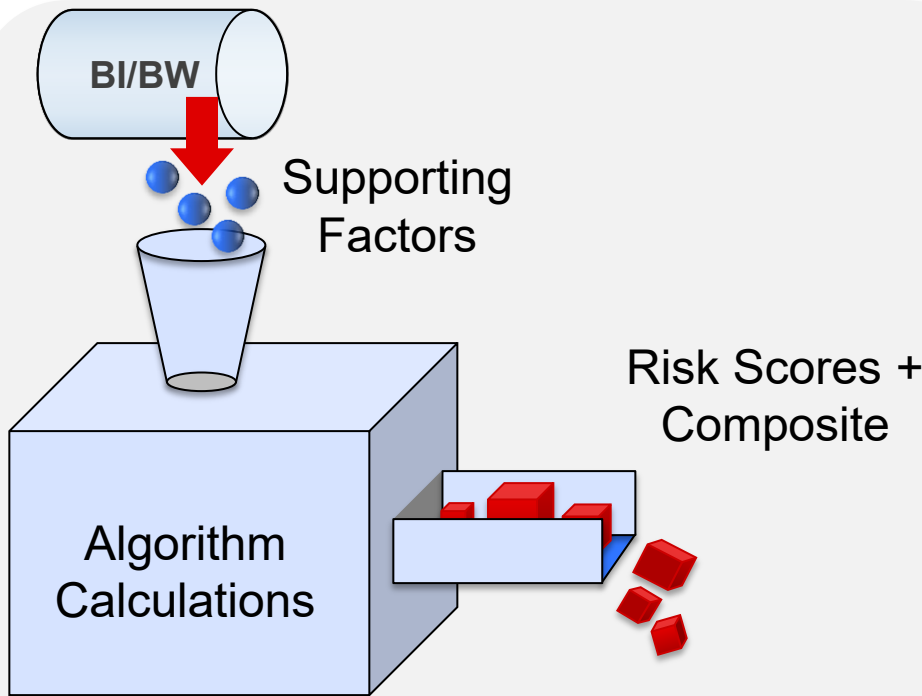 BI/BW
Supporting
Factors
Risk Scores +
Composite
Algorithm
Calculations